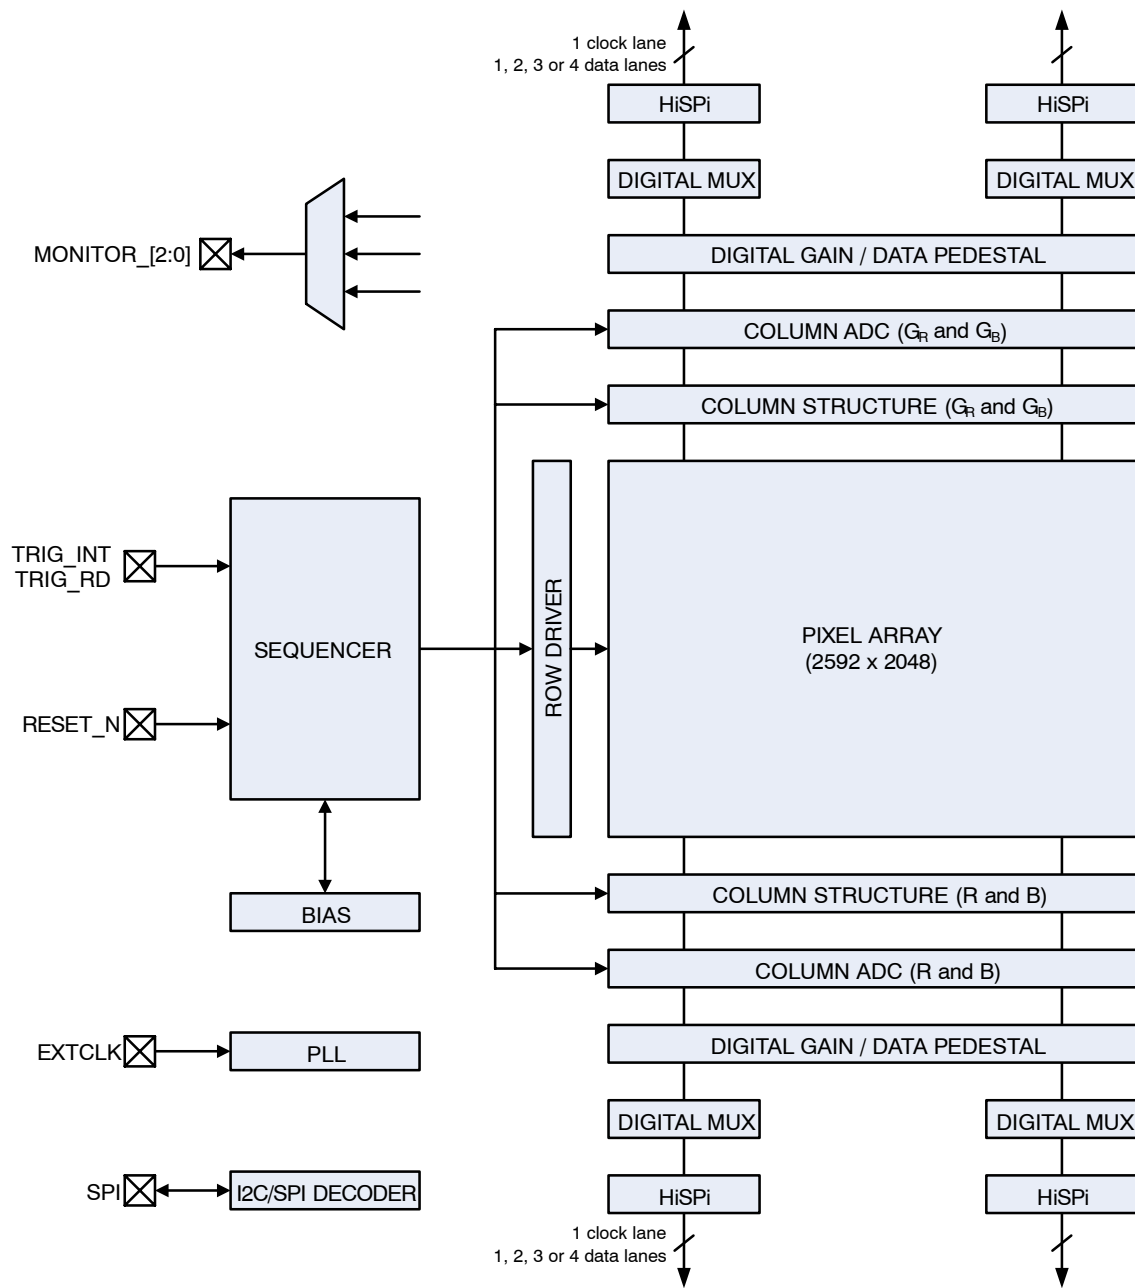 1 clock lane
1, 2, 3 or 4 data lanes
HiSPi HiSPi
DIGITAL MUX DIGITAL MUX
MONITOR_[2:0]
DIGITAL GAIN / DATA PEDESTAL
COLUMN ADC (GR and GB)
COLUMN STRUCTURE (GR and GB)
TRIG_INT
TRIG_RD
SEQUENCER
ROW DRIVER
PIXEL ARRAY
(2592 x 2048)
RESET_N
COLUMN STRUCTURE (R and B)
BIAS
COLUMN ADC (R and B)
EXTCLK
PLL
DIGITAL GAIN / DATA PEDESTAL
DIGITAL MUX DIGITAL MUX
SPI
I2C/SPI DECODER
HiSPi HiSPi
1 clock lane
1, 2, 3 or 4 data lanes